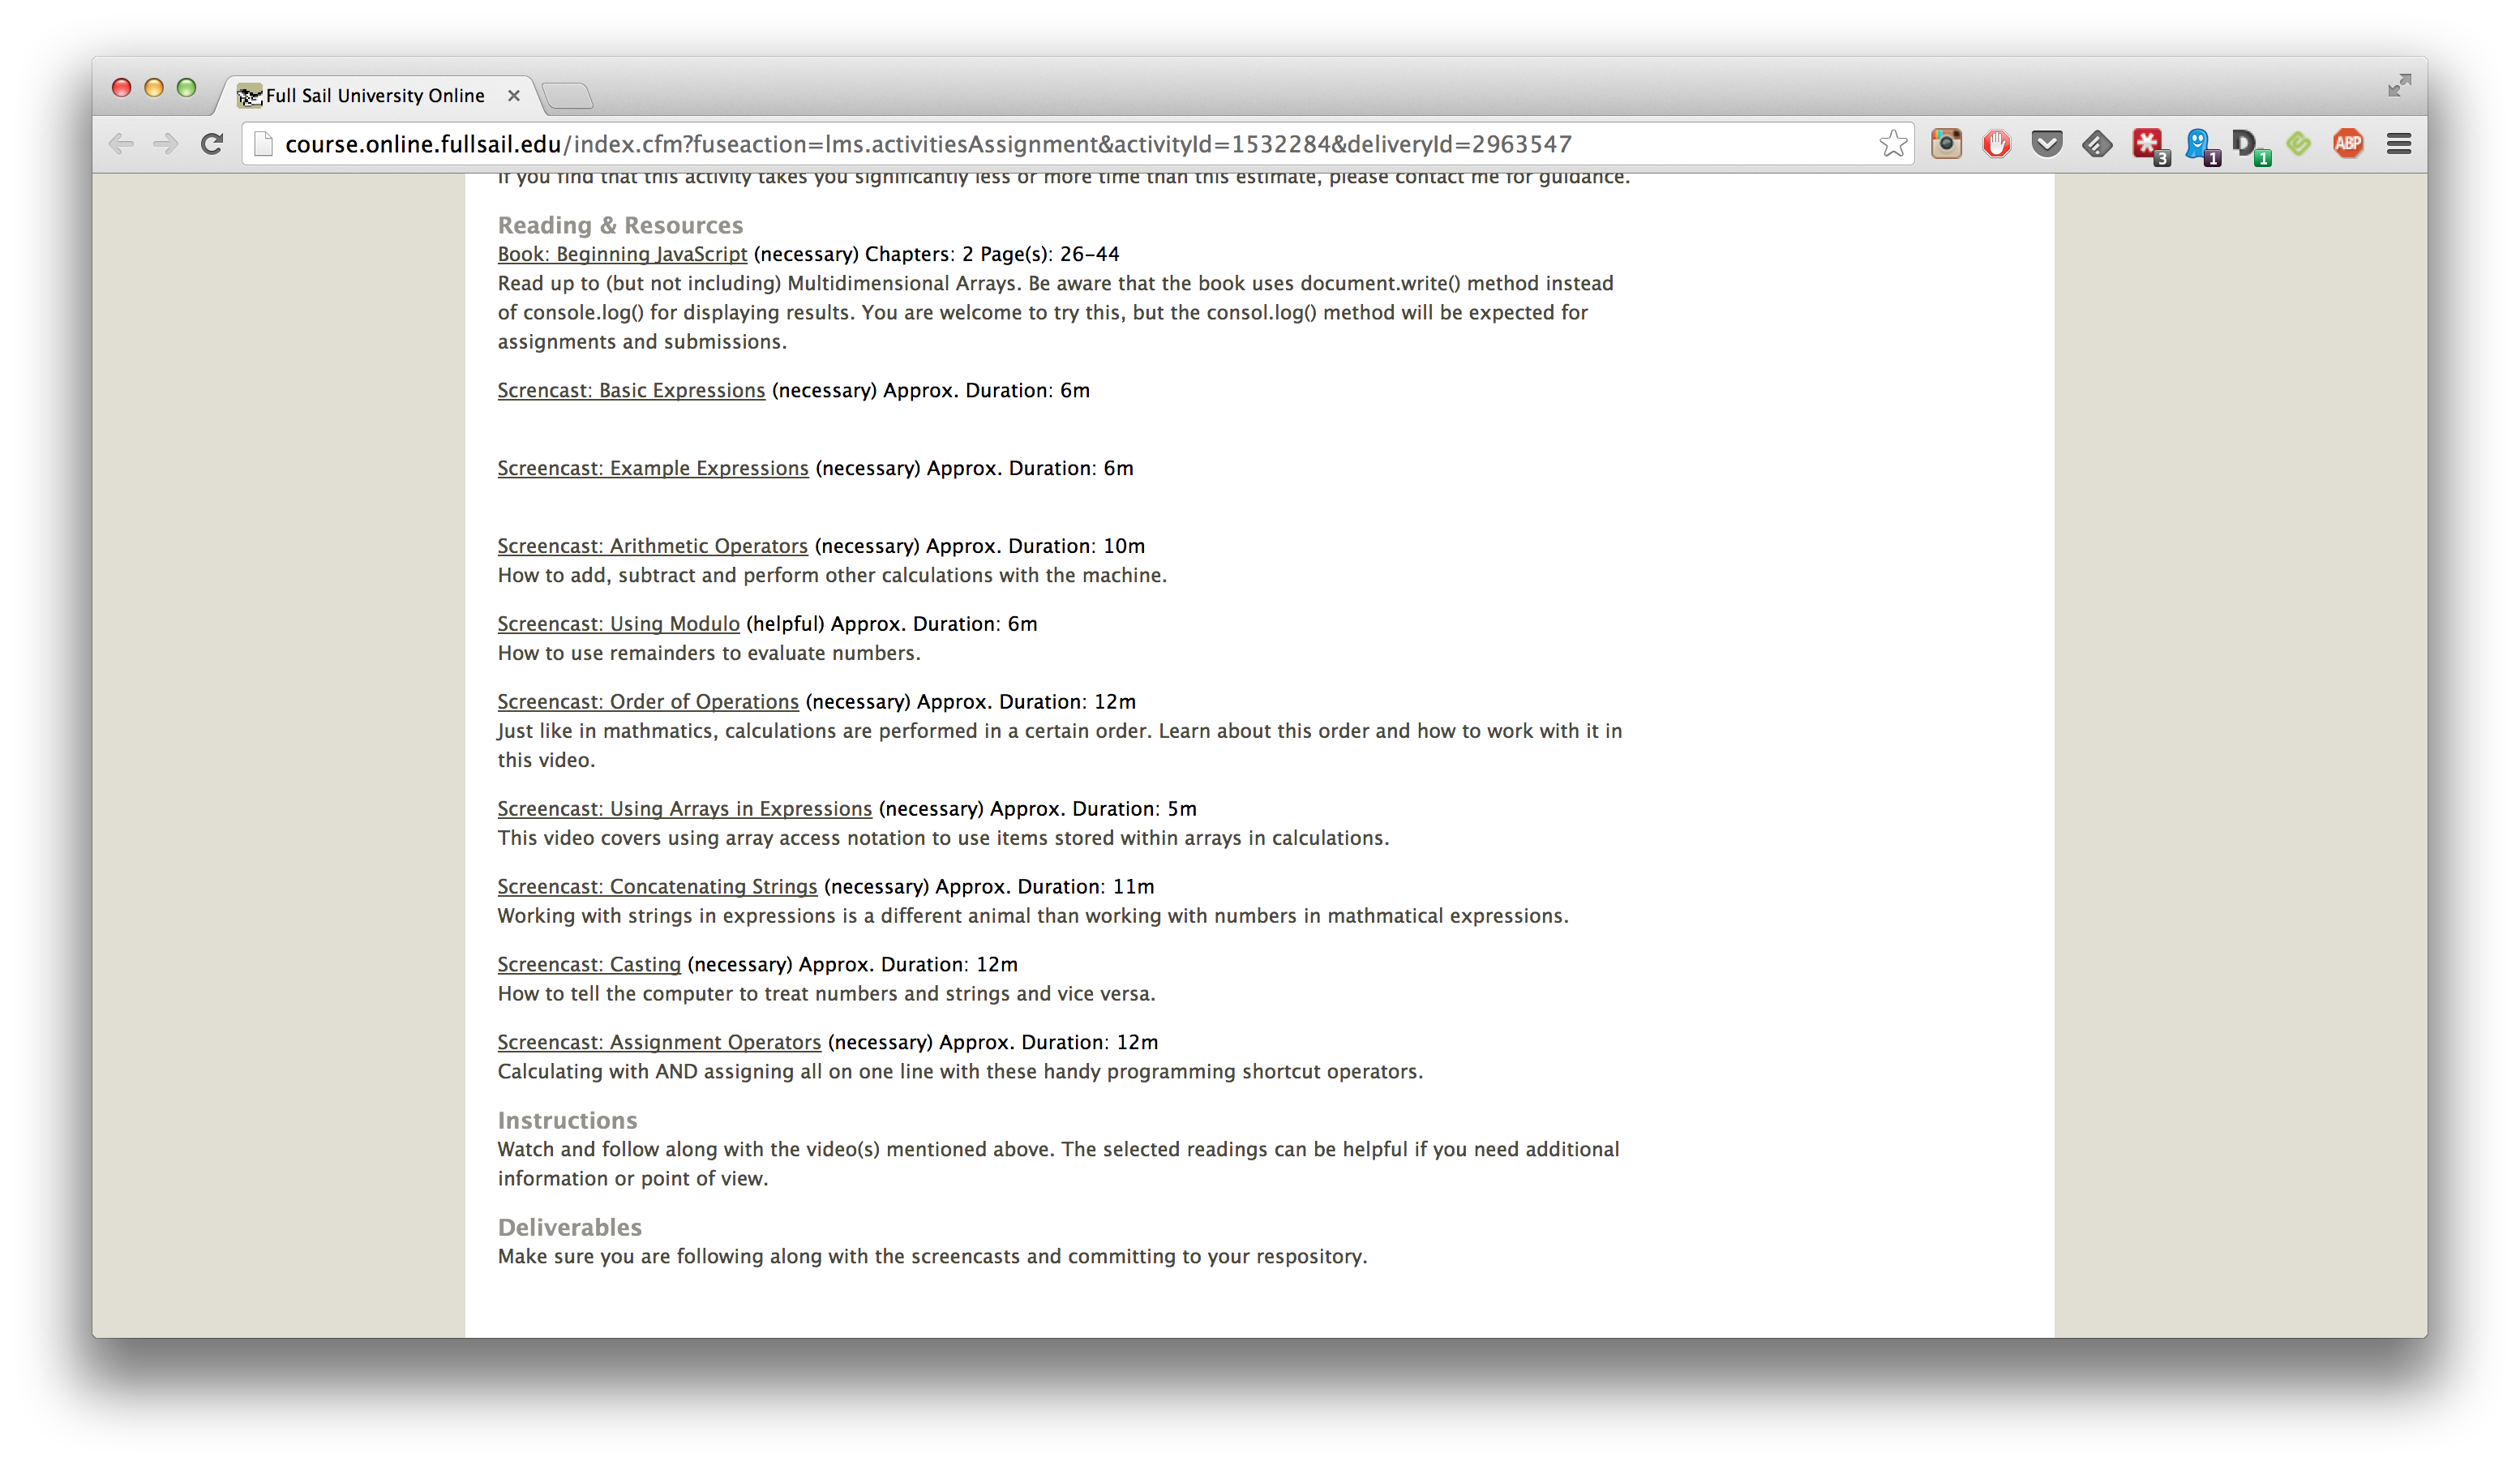 Full Sail University Online
course.online.fullsail.edu/index.cfm?fuseaction=lms.activitiesAssignment&activityId=1532284&deliveryId=2963547
3
1
D
1
ABP
If you find that this activity takes you significantly less or more time than this estimate, please contact me for guidance.
Reading & Resources
Book: Beginning JavaScript (necessary) Chapters: 2 Page(s): 26-44
Read up to (but not including) Multidimensional Arrays. Be aware that the book uses document.write() method instead
of console.log() for displaying results. You are welcome to try this, but the consol.log() method will be expected for
assignments and submissions.
Screncast: Basic Expressions (necessary) Approx. Duration: 6m
Screencast: Example Expressions (necessary) Approx. Duration: 6m
Screencast: Arithmetic Operators (necessary) Approx. Duration: 10m
How to add, subtract and perform other calculations with the machine.
Screencast: Using Modulo (helpful) Approx. Duration: 6m
How to use remainders to evaluate numbers.
Screencast: Order of Operations (necessary) Approx. Duration: 12m
Just like in mathmatics, calculations are performed in a certain order. Learn about this order and how to work with it in
this video.
Screencast: Using Arrays in Expressions (necessary) Approx. Duration: 5m
This video covers using array access notation to use items stored within arrays in calculations.
Screencast: Concatenating Strings (necessary) Approx. Duration: 11m
Working with strings in expressions is a different animal than working with numbers in mathmatical expressions.
Screencast: Casting (necessary) Approx. Duration: 12m
How to tell the computer to treat numbers and strings and vice versa.
Screencast: Assignment Operators (necessary) Approx. Duration: 12m
Calculating with AND assigning all on one line with these handy programming shortcut operators.
Instructions
Watch and follow along with the video(s) mentioned above. The selected readings can be helpful if you need additional
information or point of view.
Deliverables
Make sure you are following along with the screencasts and committing to your respository.